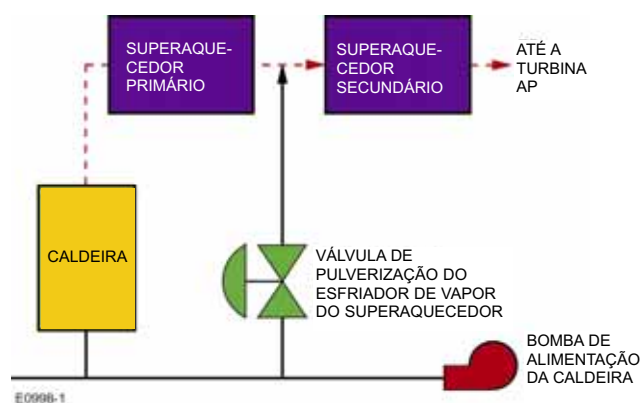 SUPERAQUE-
CEDOR
PRIMÁRIO
SUPERAQUE-
CEDOR
SECUNDÁRIO
ATÉ A
TURBINA
AP
CALDEIRA
VÁLVULA DE
PULVERIZAÇÃO DO
ESFRIADOR DE VAPOR
DO SUPERAQUECEDOR
BOMBA DE
ALIMENTAÇÃO
DA CALDEIRA
E0998-1